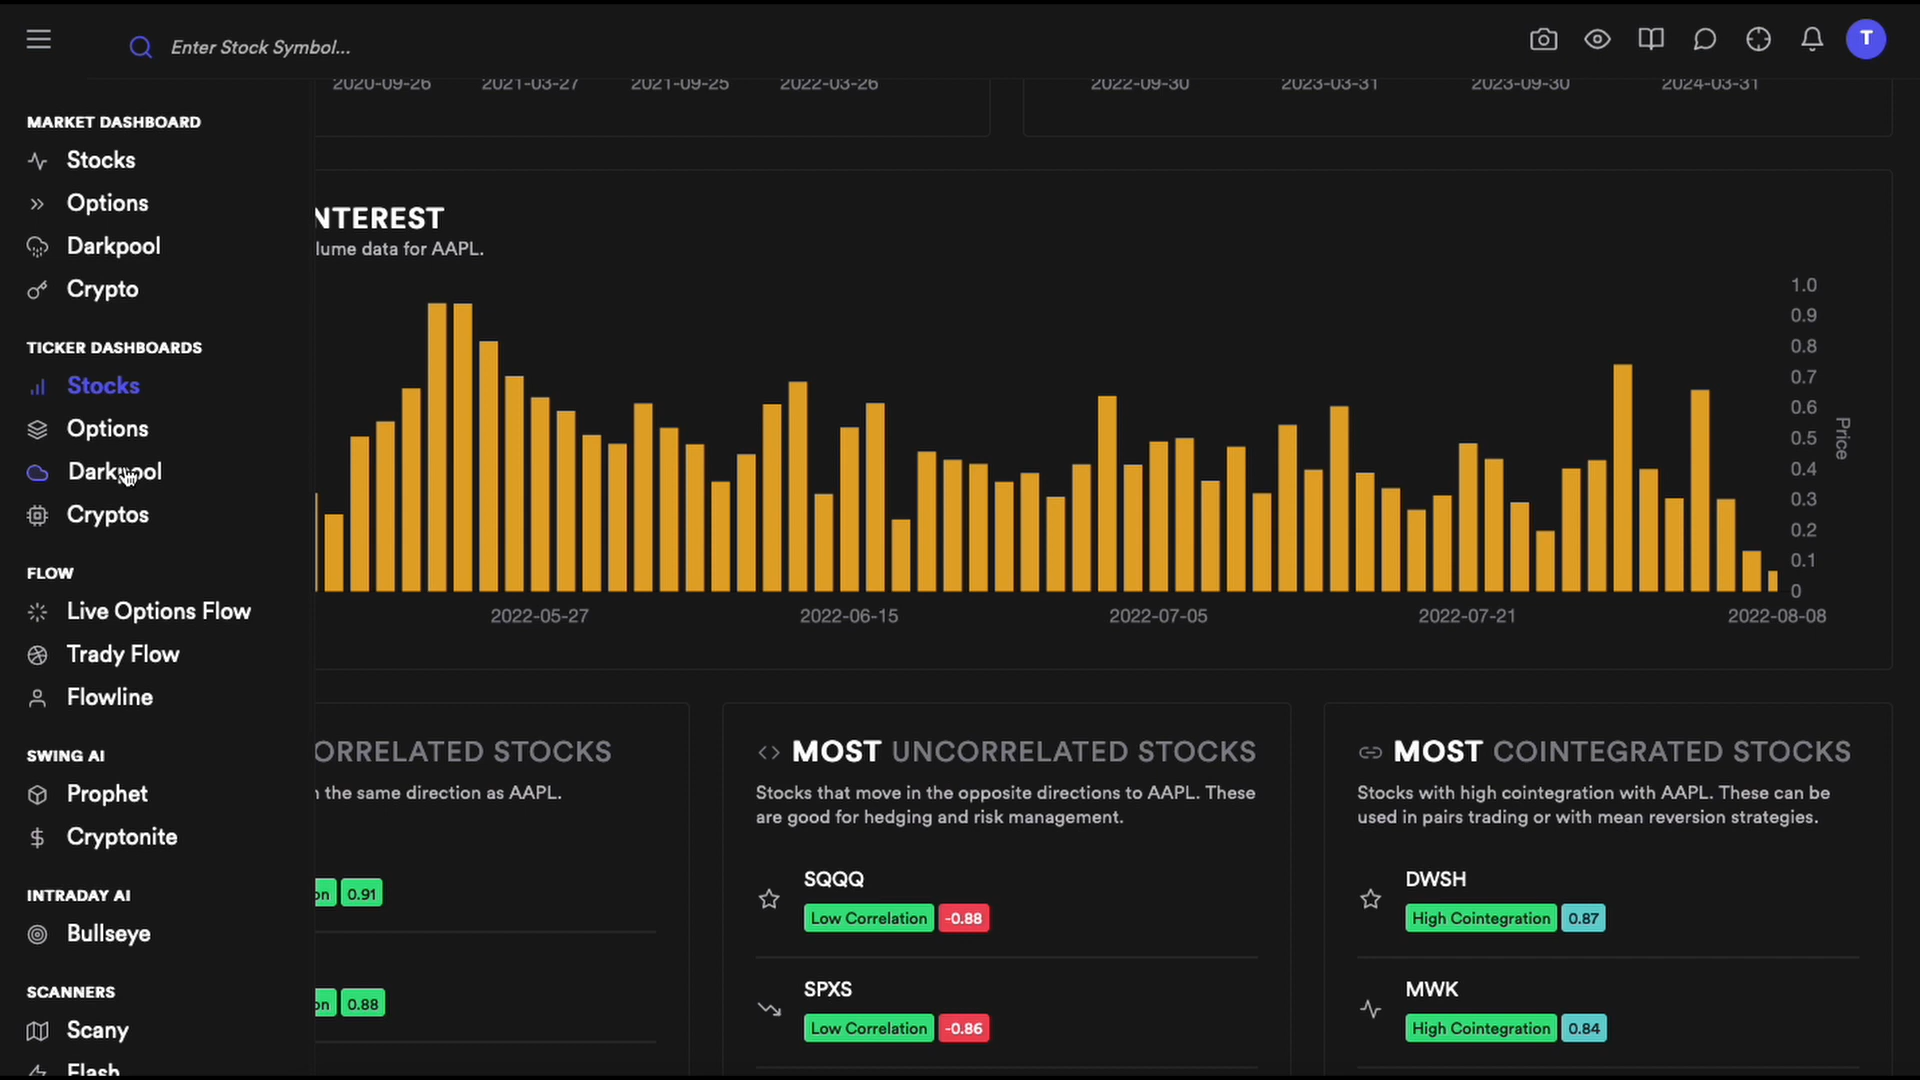 Enter Stock Symbol...
T
MARKET DASHBOARD
Stocks
Options
Darkpool
Crypto
TICKER DASHBOARDS
Stocks
Options
Darkpool
Cryptos
FLOW
Live Options Flow
Trady Flow
Flowline
SWING AI
Prophet
Cryptonite
INTRADAY AI
Bullseye
SCANNERS
Scany
Flash
2020-09-26 2021-03-27 2021-09-25 2022-03-26
2022-09-30 2023-03-31 2023-09-30 2024-03-31
NTEREST
lume data for AAPL.
1.0
0.9
0.8
0.7
0.6
0.5
0.4
0.3
0.2
0.1
0
Price
2022-05-27 2022-06-15 2022-07-05 2022-07-21 2022-08-08
ORRELATED STOCKS
n the same direction as AAPL.
on 0.91
on 0.88
MOST UNCORRELATED STOCKS
Stocks that move in the opposite directions to AAPL. These
are good for hedging and risk management.
SQQQ
Low Correlation -0.88
SPXS
Low Correlation -0.86
MOST COINTEGRATED STOCKS
Stocks with high cointegration with AAPL. These can be
used in pairs trading or with mean reversion strategies.
DWSH
High Cointegration 0.87
MWK
High Cointegration 0.84